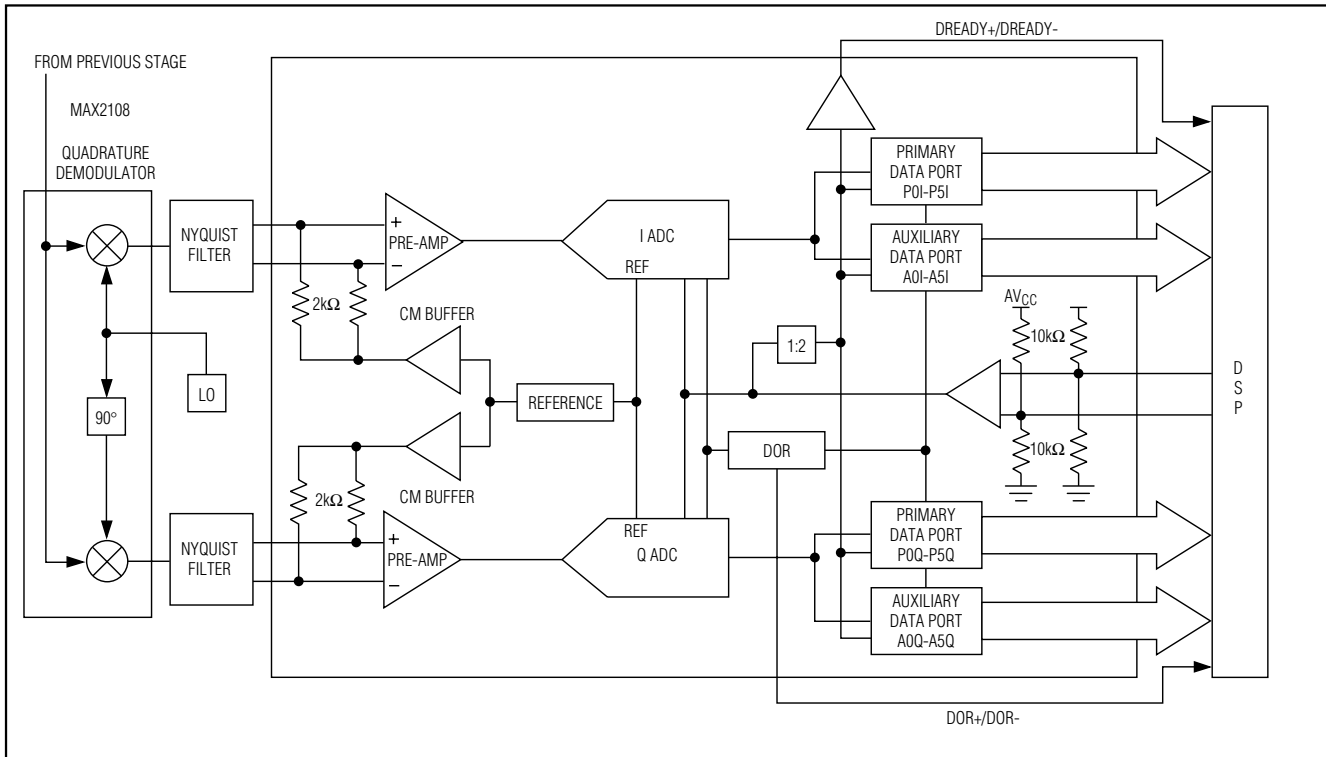 DREADY+/DREADY-
FROM PREVIOUS STAGE
MAX2108
QUADRATURE
DEMODULATOR
NYQUIST
FILTER
+
PRE-AMP
−
I ADC
REF
PRIMARY
DATA PORT
P0I-P5I
AUXILIARY
DATA PORT
A0I-A5I
2kΩ
CM BUFFER
AVCC
10kΩ
1:2
LO
90°
REFERENCE
D
S
P
CM BUFFER
DOR
10kΩ
2kΩ
NYQUIST
FILTER
+
PRE-AMP
−
REF
Q ADC
PRIMARY
DATA PORT
P0Q-P5Q
AUXILIARY
DATA PORT
A0Q-A5Q
DOR+/DOR-